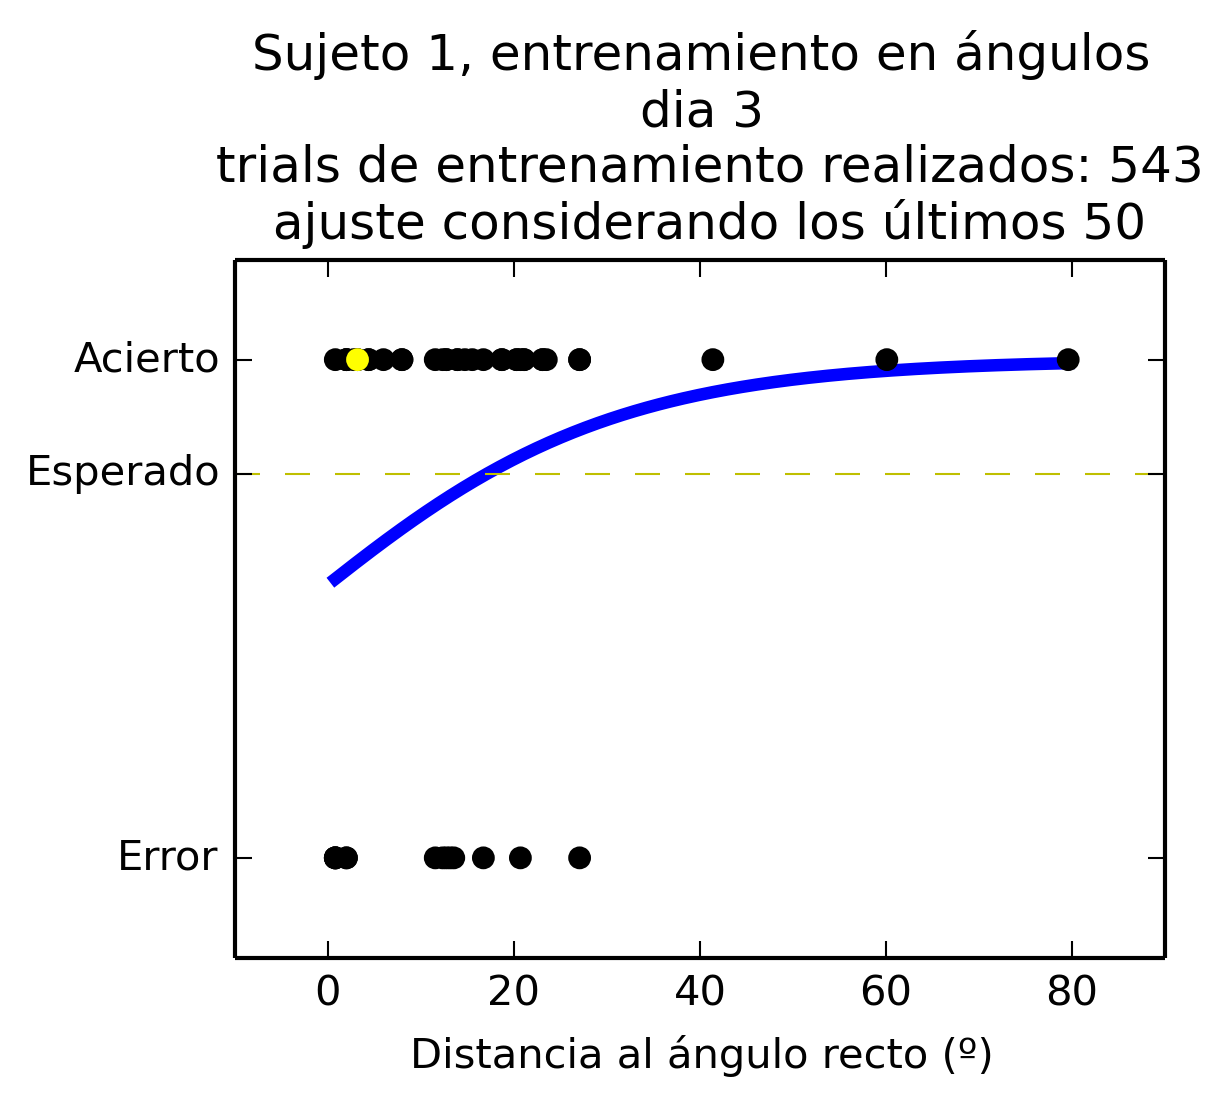 Sujeto 1, entrenamiento en ángulos
dia 3
trials de entrenamiento realizados: 543
ajuste considerando los últimos 50
Acierto
Esperado
Error
0 20 40 60 80
Distancia al ángulo recto (º)